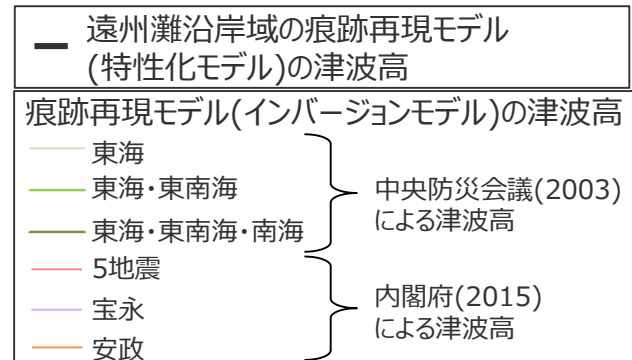 遠州灘沿岸域の痕跡再現モデル
(特性化モデル)の津波高
痕跡再現モデル(インバージョンモデル)の津波高
東海
東海・東南海
東海・東南海・南海
中央防災会議(2003)
による津波高
5地震
宝永
安政
内閣府(2015)
による津波高